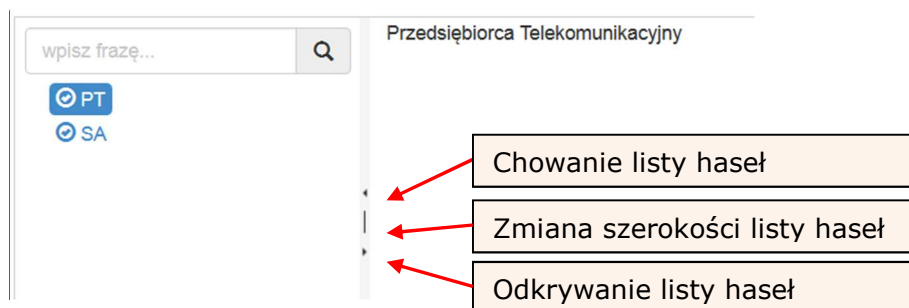 wpisz frazę...
Przedsiębiorca Telekomunikacyjny
PT
SA
Chowanie listy haseł
Zmiana szerokości listy haseł
Odkrywanie listy haseł